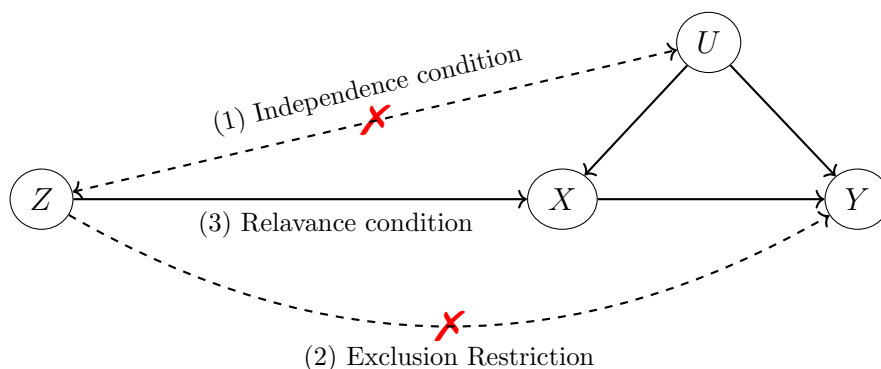 U
(1) Independence condition
Z
X
Y
(3) Relavance condition
(2) Exclusion Restriction